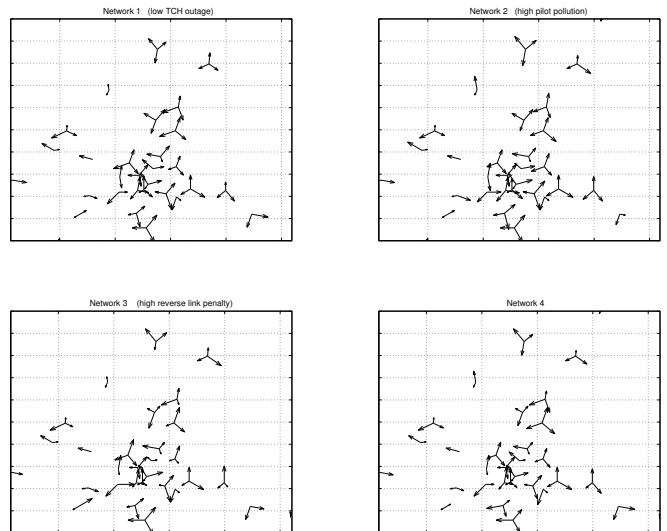 Network 1 (low TCH outage)
Network 2 (high pilot pollution)
Network 3 (high reverse link penalty)
Network 4